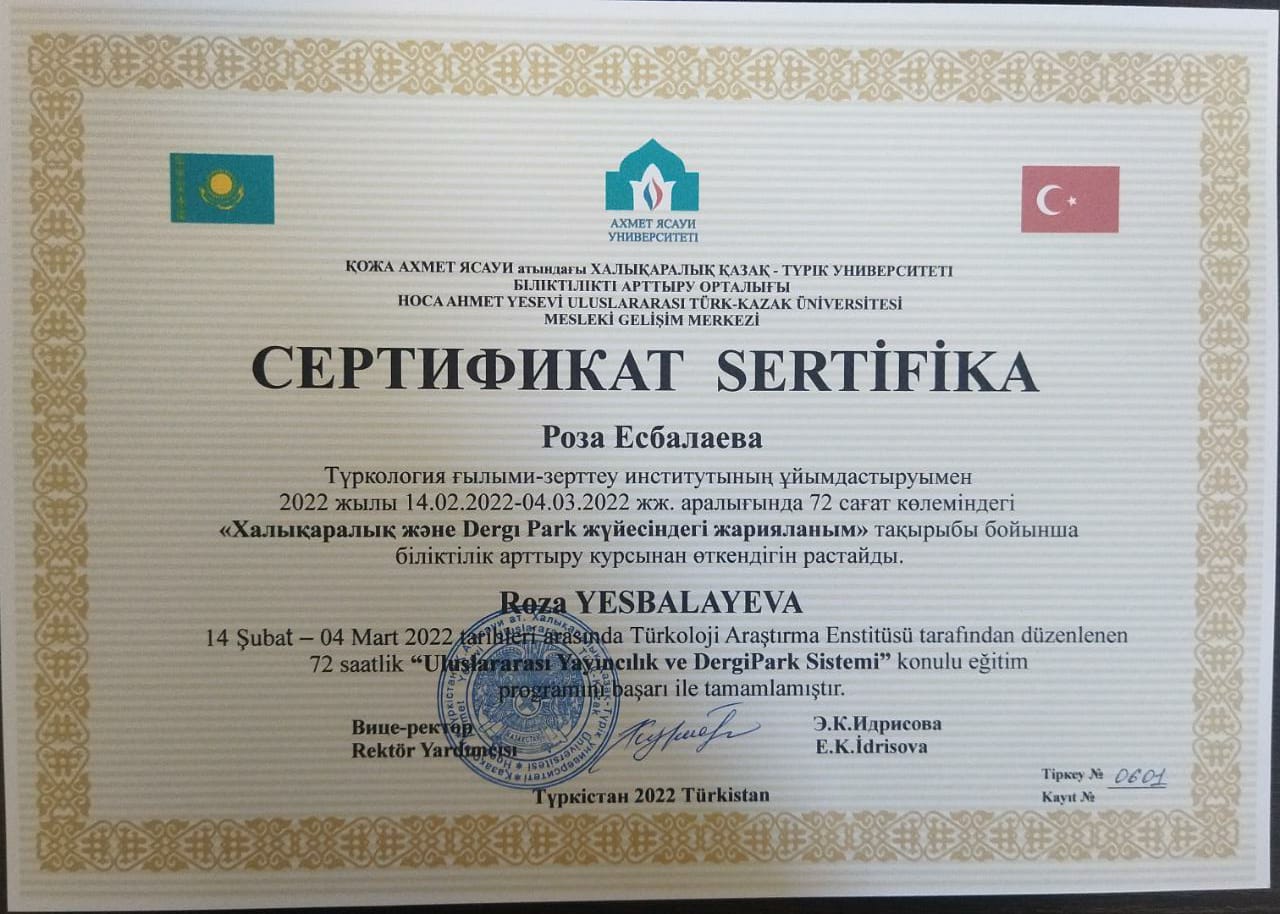 АХМЕТ ЯСАУИ
УНИВЕРСИТЕТІ
ҚОЖА АХМЕТ ЯСАУИ атындағы ХАЛЫҚАРАЛЫҚ ҚАЗАҚ - ТҮРІК УНИВЕРСИТЕТІ
БІЛІКТІЛІКТІ АРТТЫРУ ОРТАЛЫҒЫ
HOCA AHMET YESEVİ ULUSLARARASI TÜRK-KAZAK ÜNİVERSİTESİ
MESLEKİ GELİŞİM MERKEZİ
СЕРТИФИКАТ SERTİFİKA
Роза Есбалаева
Түркология ғылыми-зерттеу институтының ұйымдастыруымен
2022 жылы 14.02.2022-04.03.2022 жж. аралығында 72 сағат көлеміндегі
«Халықаралық және Dergı Park жүйесіндегі жарияланым» тақырыбы бойынша
біліктілік арттыру курсынан өткендігін растайды.
Roza YESBALAYEVA
14 Şubat – 04 Mart 2022 tarihleri arasında Türkoloji Araştırma Enstitüsü tarafından düzenlenen
72 saatlik “Uluslararası Yayıncılık ve DergiPark Sistemi” konulu eğitim
programını başarı ile tamamlamıştır.
Вице-ректор Э.К.Идрисова
Rektör Yardımcısı E.K.İdrisova
Тіркеу № 0601
Kayıt №
Түркістан 2022 Türkistan